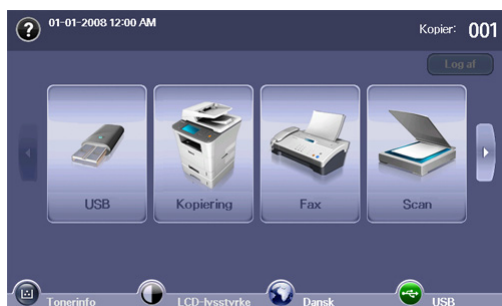 ?
01-01-2008 12:00 AM
Kopier: 001
Log af
USB
Kopiering
Fax
Scan
Tonerinfo
LCD-lysstyrke
Dansk
USB